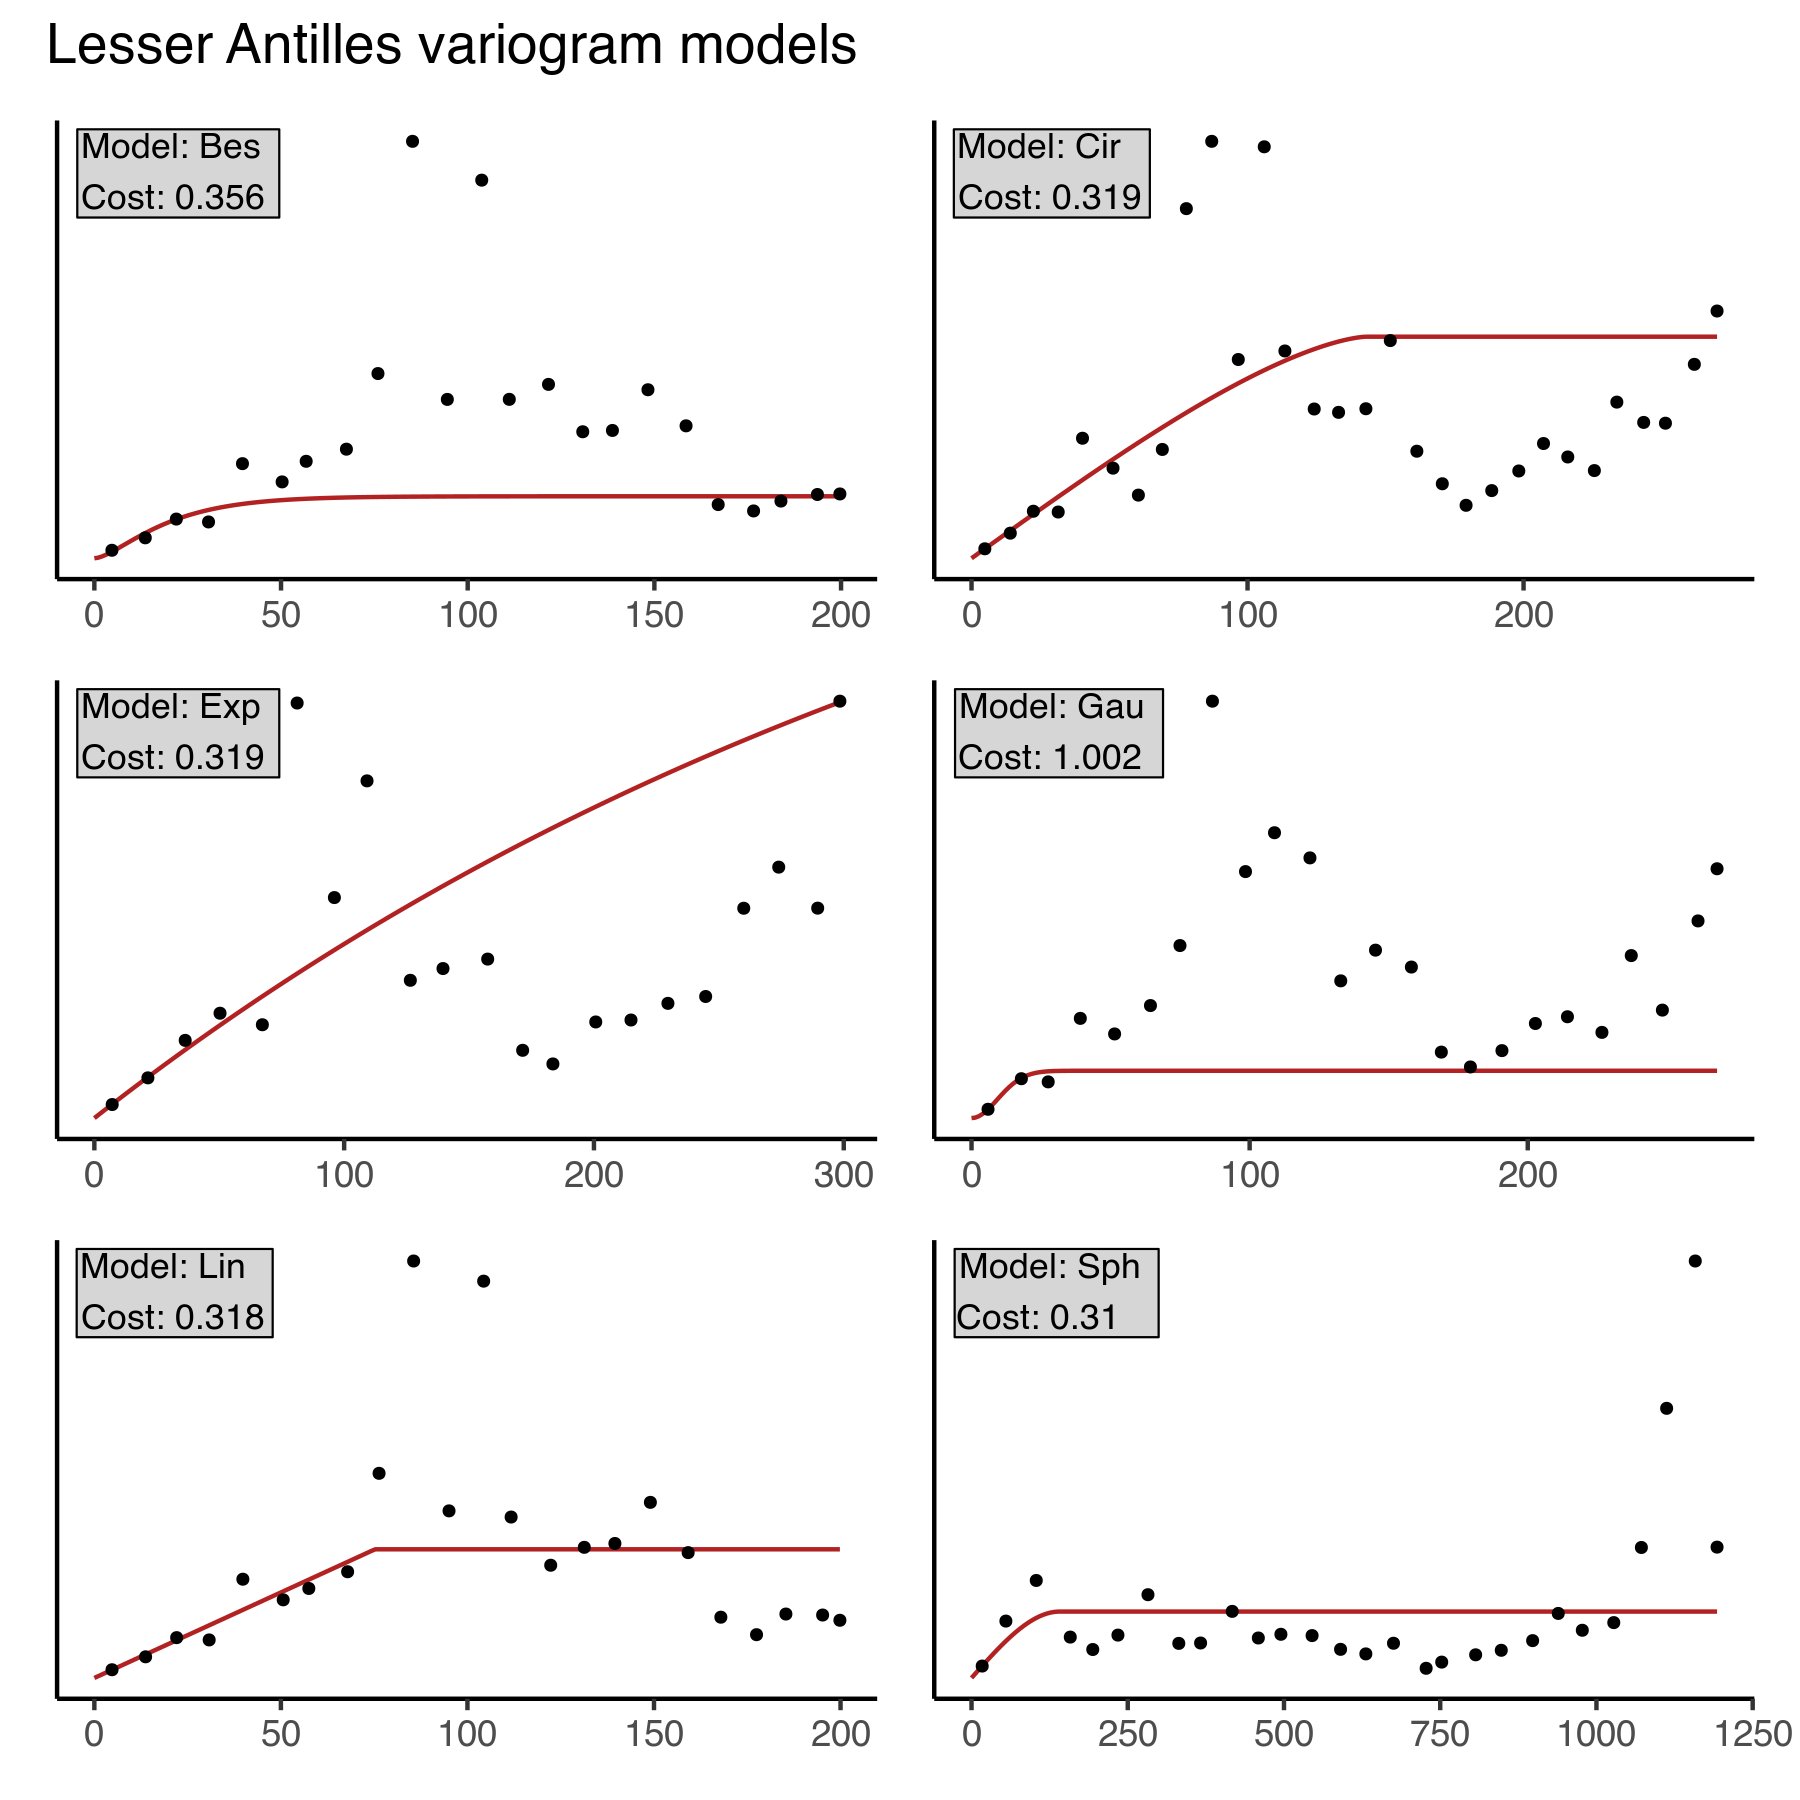 Lesser Antilles variogram models
Model: Bes
Cost: 0.356
0 50 100 150 200
Model: Cir
Cost: 0.319
0 100 200
Model: Exp
Cost: 0.319
0 100 200 300
Model: Gau
Cost: 1.002
0 100 200
Model: Lin
Cost: 0.318
0 50 100 150 200
Model: Sph
Cost: 0.31
0 250 500 750 1000 1250